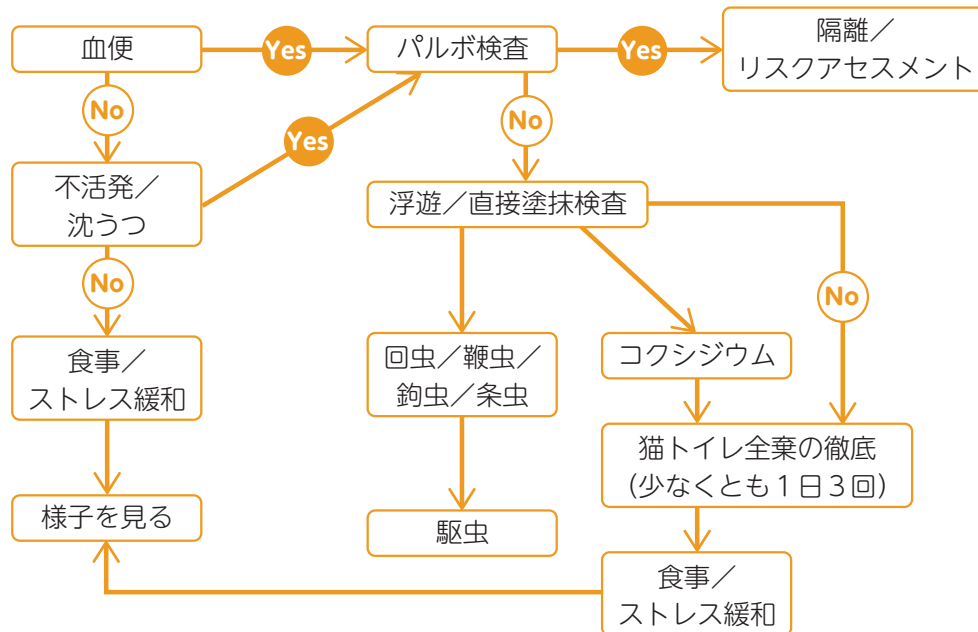 血便
Yes
パルボ検査
Yes
隔離／
リスクアセスメント
No
Yes
No
不活発／
沈うつ
浮遊／直接塗抹検査
No
No
食事／
ストレス緩和
回虫／鞭虫／
鉤虫／条虫
コクシジウム
猫トイレ全棄の徹底
（少なくとも１日３回）
様子を見る
駆虫
食事／
ストレス緩和